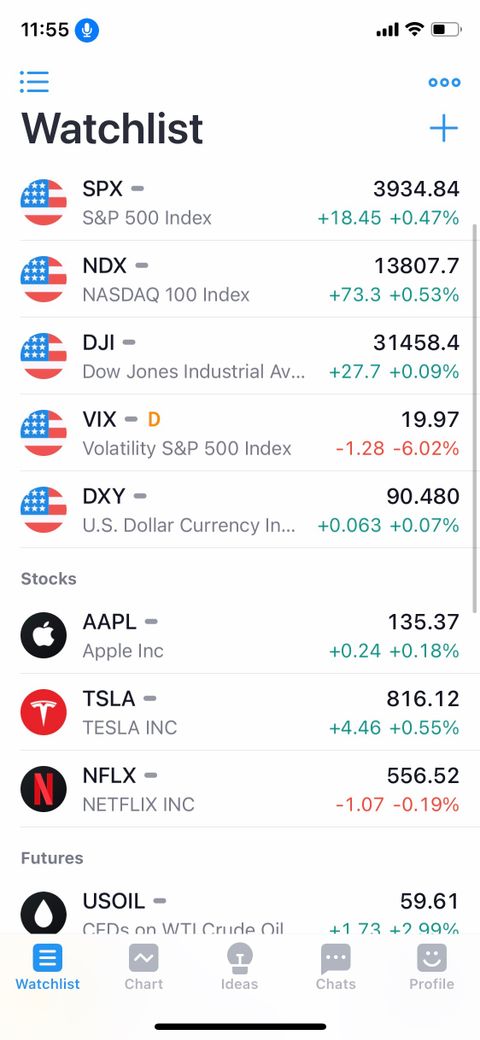 11:55
Watchlist
SPX 3934.84
S&P 500 Index +18.45 +0.47%
NDX 13807.7
NASDAQ 100 Index +73.3 +0.53%
DJI 31458.4
Dow Jones Industrial Av... +27.7 +0.09%
VIX D 19.97
Volatility S&P 500 Index -1.28 -6.02%
DXY 90.480
U.S. Dollar Currency In... +0.063 +0.07%
Stocks
AAPL 135.37
Apple Inc +0.24 +0.18%
TSLA 816.12
TESLA INC +4.46 +0.55%
NFLX 556.52
NETFLIX INC -1.07 -0.19%
Futures
USOIL 59.61
CFDs on WTI Crude Oil +1.73 +2.99%
Watchlist Chart Ideas Chats Profile